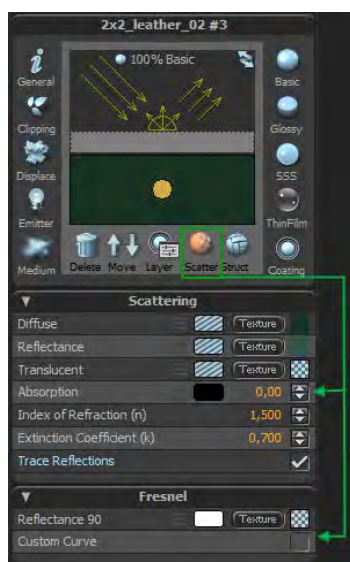 2x2_leather_02 #3
100% Basic
General
Basic
Clipping
Glossy
Displace
SSS
Emitter
ThinFilm
Medium
Delete Move Layer Scatter Struct
Coating
Scattering
Diffuse Texture
Reflectance Texture
Translucent Texture
Absorption 0,00
Index of Refraction (n) 1,500
Extinction Coefficient (k) 0,700
Trace Reflections
Fresnel
Reflectance 90 Texture
Custom Curve